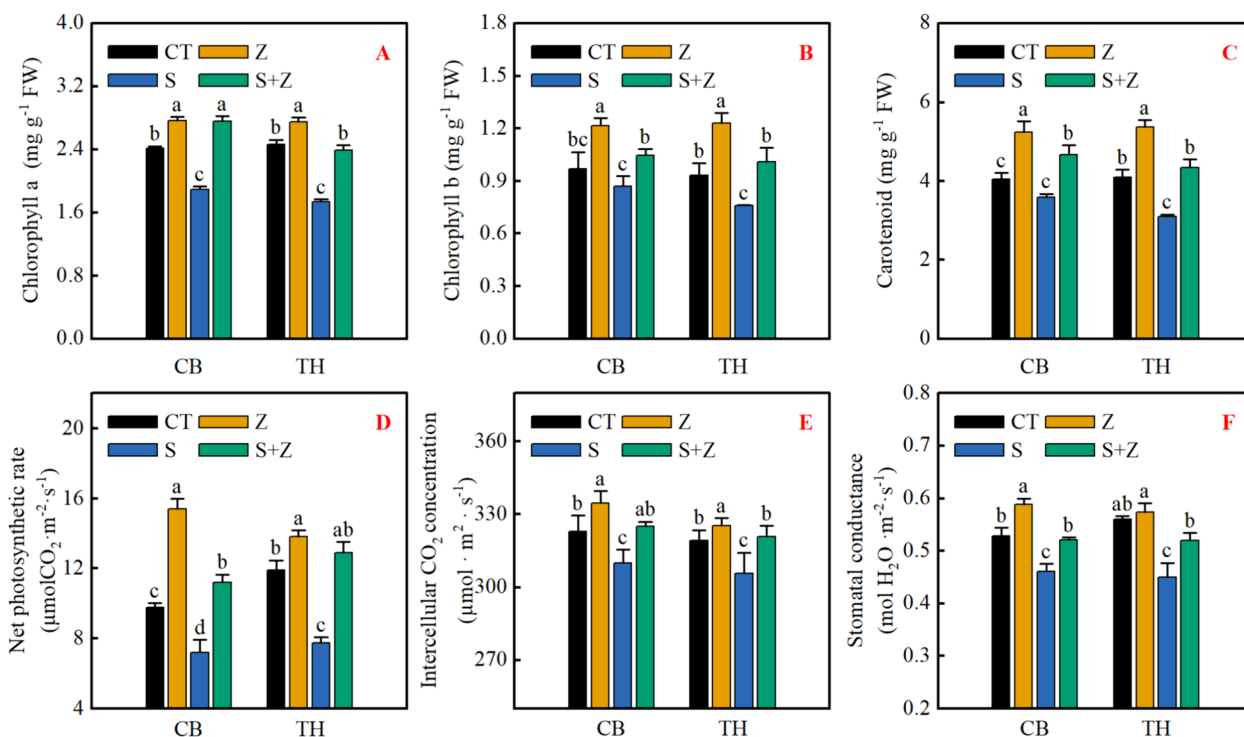 Chlorophyll a (mg g⁻¹ FW)
4.0
3.2
2.4
1.6
0.8
0.0
CT
Z
S
S+Z
A
b
a
c
a
b
a
c
b
CB
TH
Chlorophyll b (mg g⁻¹ FW)
1.8
1.5
1.2
0.9
0.6
0.3
0.0
CT
Z
S
S+Z
B
bc
a
c
b
b
a
c
b
CB
TH
Carotenoid (mg g⁻¹ FW)
8
6
4
2
0
CT
Z
S
S+Z
C
c
a
c
b
b
a
c
b
CB
TH
Net photosynthetic rate
(μmolCO₂·m⁻²·s⁻¹)
20
16
12
8
4
CT
Z
S
S+Z
D
c
a
d
b
b
a
c
ab
CB
TH
Intercellular CO₂ concentration
(μmol · m² · s⁻¹)
360
330
300
270
CT
Z
S
S+Z
E
b
a
c
ab
b
a
c
b
CB
TH
Stomatal conductance
(mol H₂O ·m⁻²·s⁻¹)
0.8
0.7
0.6
0.5
0.4
0.3
0.2
CT
Z
S
S+Z
F
b
a
c
b
ab
a
c
b
CB
TH